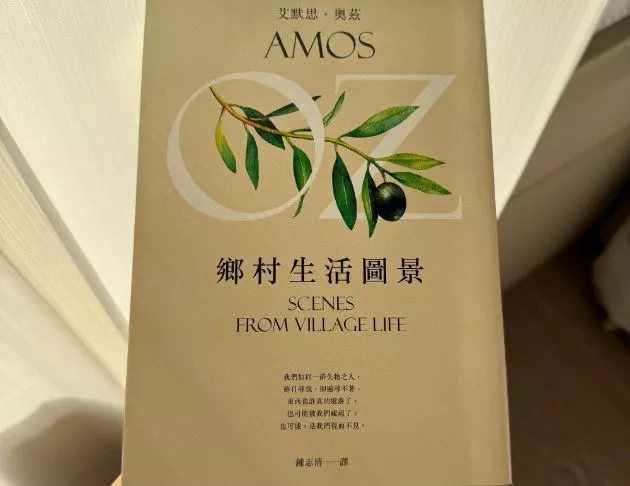 艾默思·奧茲
AMOS
OZ
鄉村生活圖景
SCENES
FROM VILLAGE LIFE
我們如同一群失物之人，
終日尋找，卻遍尋不著。
東西也許真的遺落了，
也可能被我們藏起了，
也可能，是我們視而不見。
鍾志清——譯